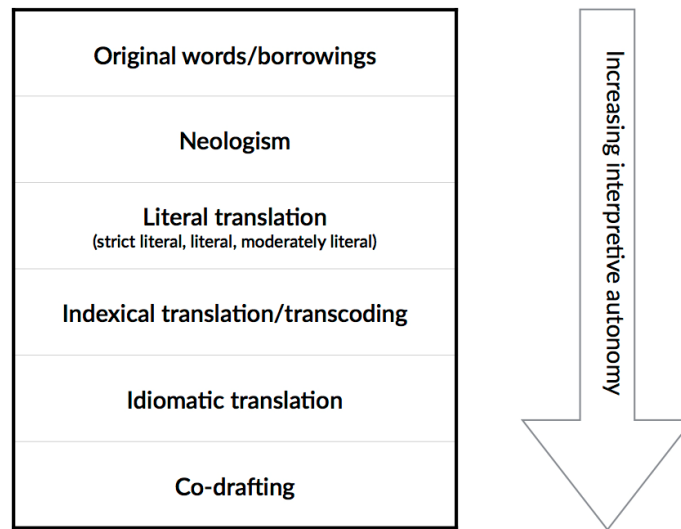 Original words/borrowings
Neologism
Literal translation
(strict literal, literal, moderately literal)
Indexical translation/transcoding
Idiomatic translation
Co-drafting
Increasing interpretive autonomy